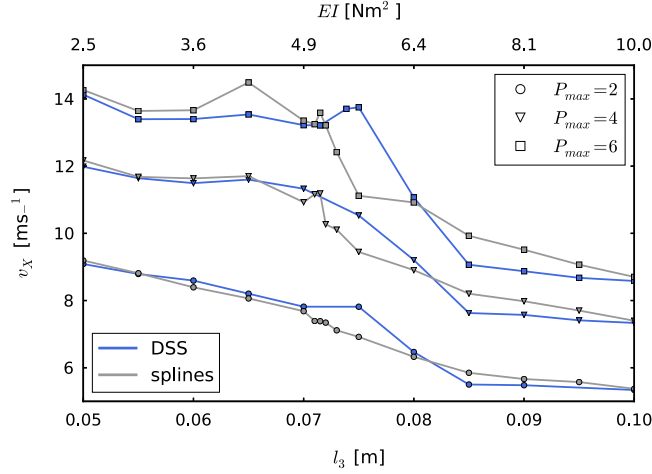 EI [Nm²]
2.5 3.6 4.9 6.4 8.1 10.0
14
12
10
8
6
v_X [ms⁻¹]
P_max=2
P_max=4
P_max=6
DSS
splines
0.05 0.06 0.07 0.08 0.09 0.10
l_3 [m]